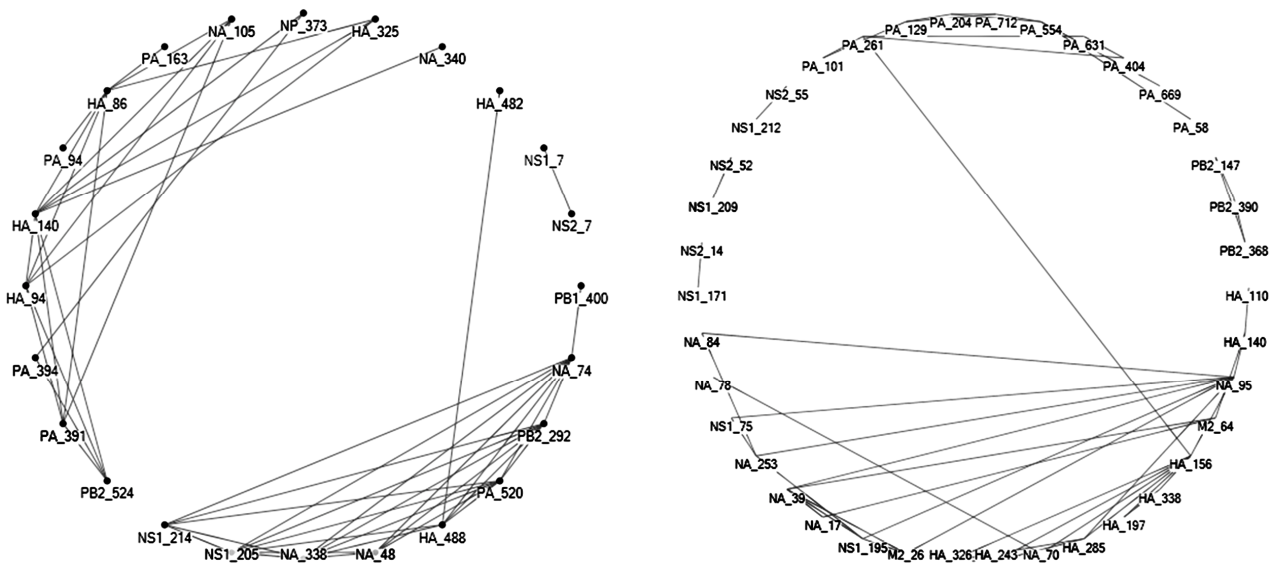 NA_105
NP_373
HA_325
PA_163
NA_340
HA_86
HA_482
PA_94
NS1_7
HA_140
NS2_7
HA_94
PB1_400
PA_394
NA_74
PA_391
PB2_292
PB2_524
PA_520
NS1_214
NS1_205
NA_338
NA_48
HA_488
PA_129
PA_204
PA_712
PA_554
PA_261
PA_631
PA_101
PA_404
NS2_55
PA_669
NS1_212
PA_58
NS2_52
PB2_147
NS1_209
PB2_390
NS2_14
PB2_368
NS1_171
HA_110
NA_84
HA_140
NA_78
NA_95
NS1_75
M2_64
NA_253
HA_156
NA_39
HA_338
NA_17
HA_197
NS1_195
M2_26
HA_326
HA_243
NA_70
HA_285